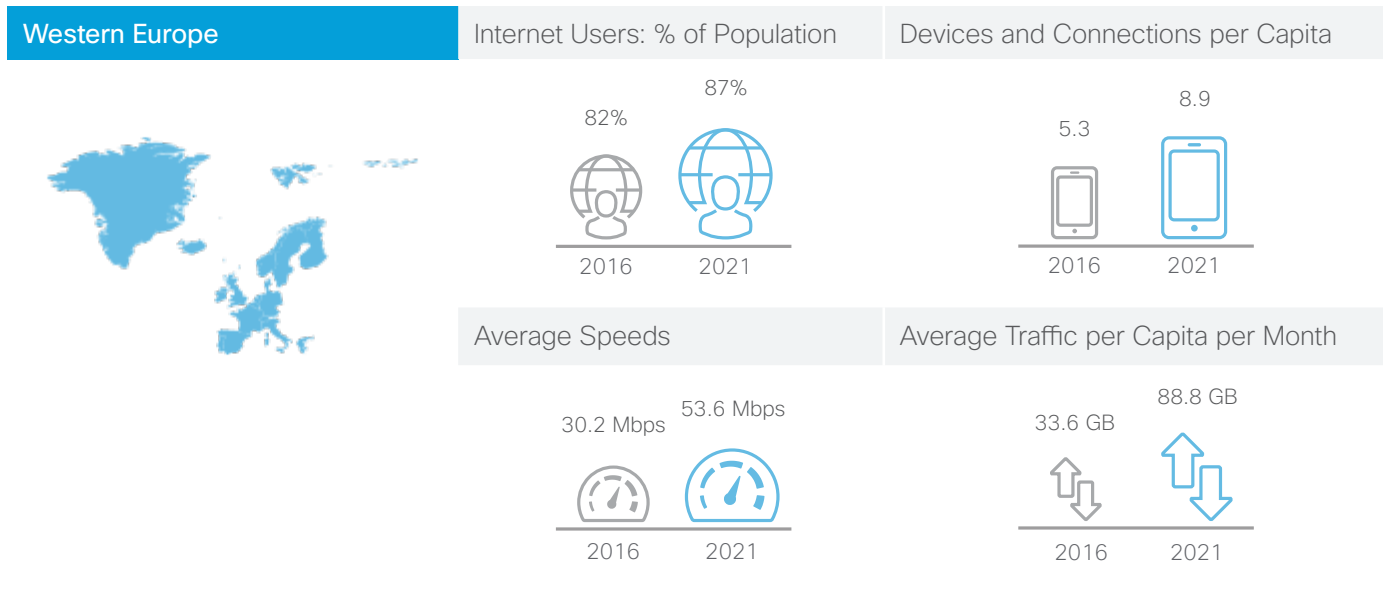 Western Europe
Internet Users: % of Population
Devices and Connections per Capita
82%
87%
2016
2021
5.3
8.9
2016
2021
Average Speeds
Average Traffic per Capita per Month
30.2 Mbps
53.6 Mbps
2016
2021
33.6 GB
88.8 GB
2016
2021